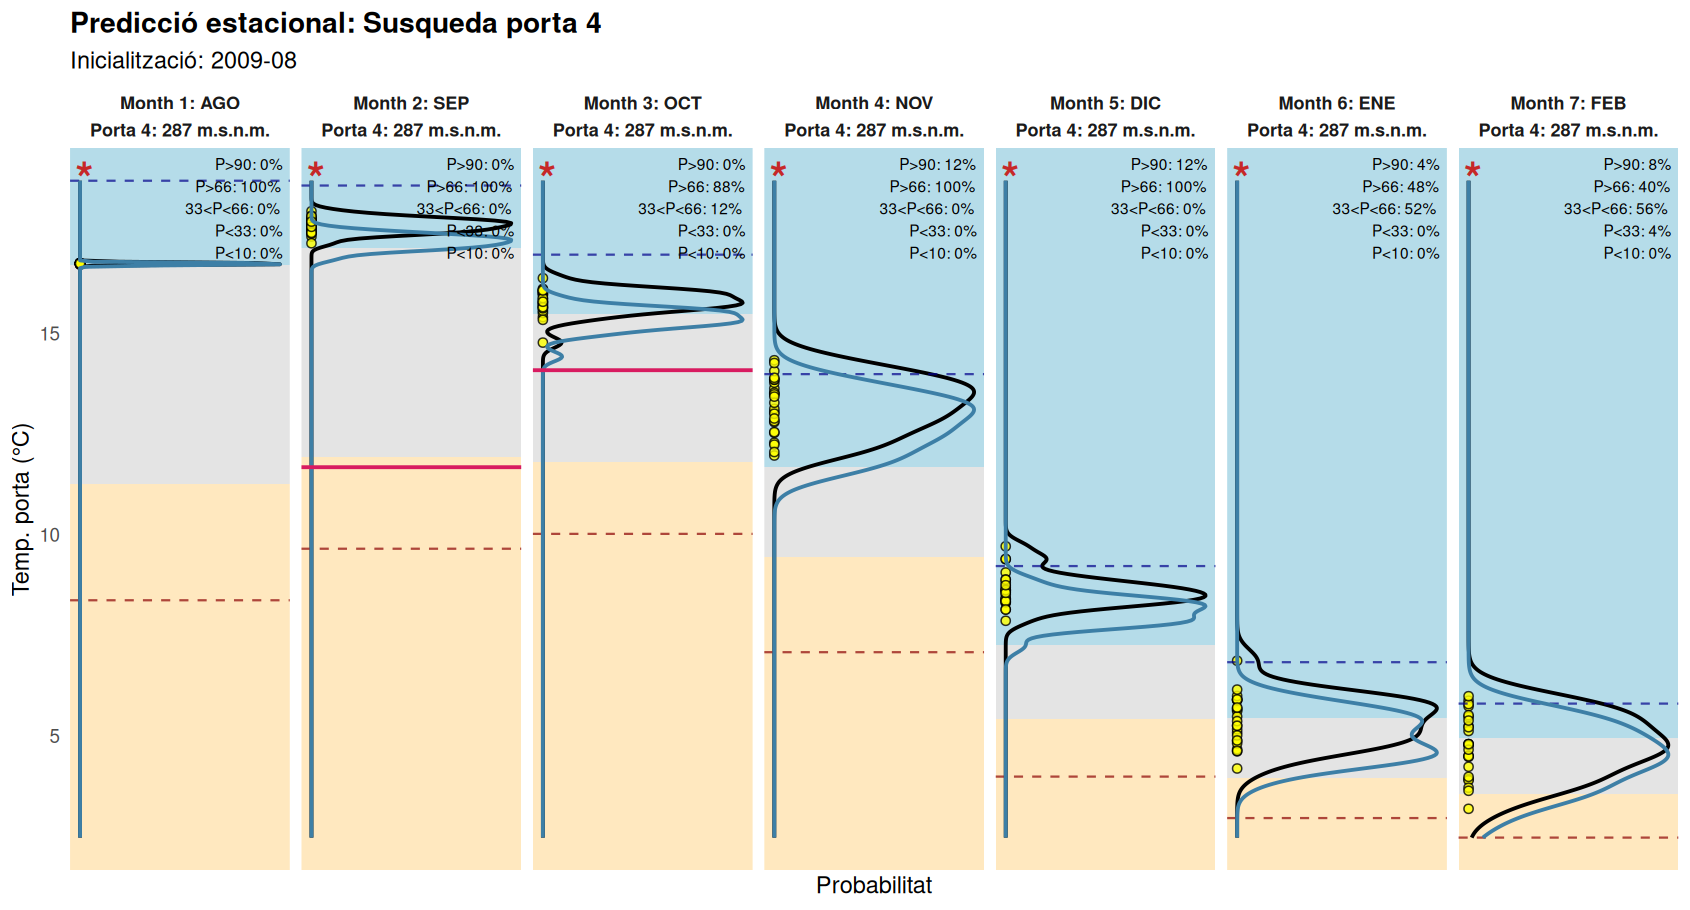 Predicció estacional: Susqueda porta 4
Inicialització: 2009-08
Month 1: AGO
Porta 4: 287 m.s.n.m.
Month 2: SEP
Porta 4: 287 m.s.n.m.
Month 3: OCT
Porta 4: 287 m.s.n.m.
Month 4: NOV
Porta 4: 287 m.s.n.m.
Month 5: DIC
Porta 4: 287 m.s.n.m.
Month 6: ENE
Porta 4: 287 m.s.n.m.
Month 7: FEB
Porta 4: 287 m.s.n.m.
*
P>90: 0%
P>66: 100%
33<P<66: 0%
P<33: 0%
P<10: 0%
*
P>90: 0%
P>66: 100%
33<P<66: 0%
P<33: 0%
P<10: 0%
*
P>90: 0%
P>66: 88%
33<P<66: 12%
P<33: 0%
P<10: 0%
*
P>90: 12%
P>66: 100%
33<P<66: 0%
P<33: 0%
P<10: 0%
*
P>90: 12%
P>66: 100%
33<P<66: 0%
P<33: 0%
P<10: 0%
*
P>90: 4%
P>66: 48%
33<P<66: 52%
P<33: 0%
P<10: 0%
*
P>90: 8%
P>66: 40%
33<P<66: 56%
P<33: 4%
P<10: 0%
15
10
5
Temp. porta (°C)
Probabilitat